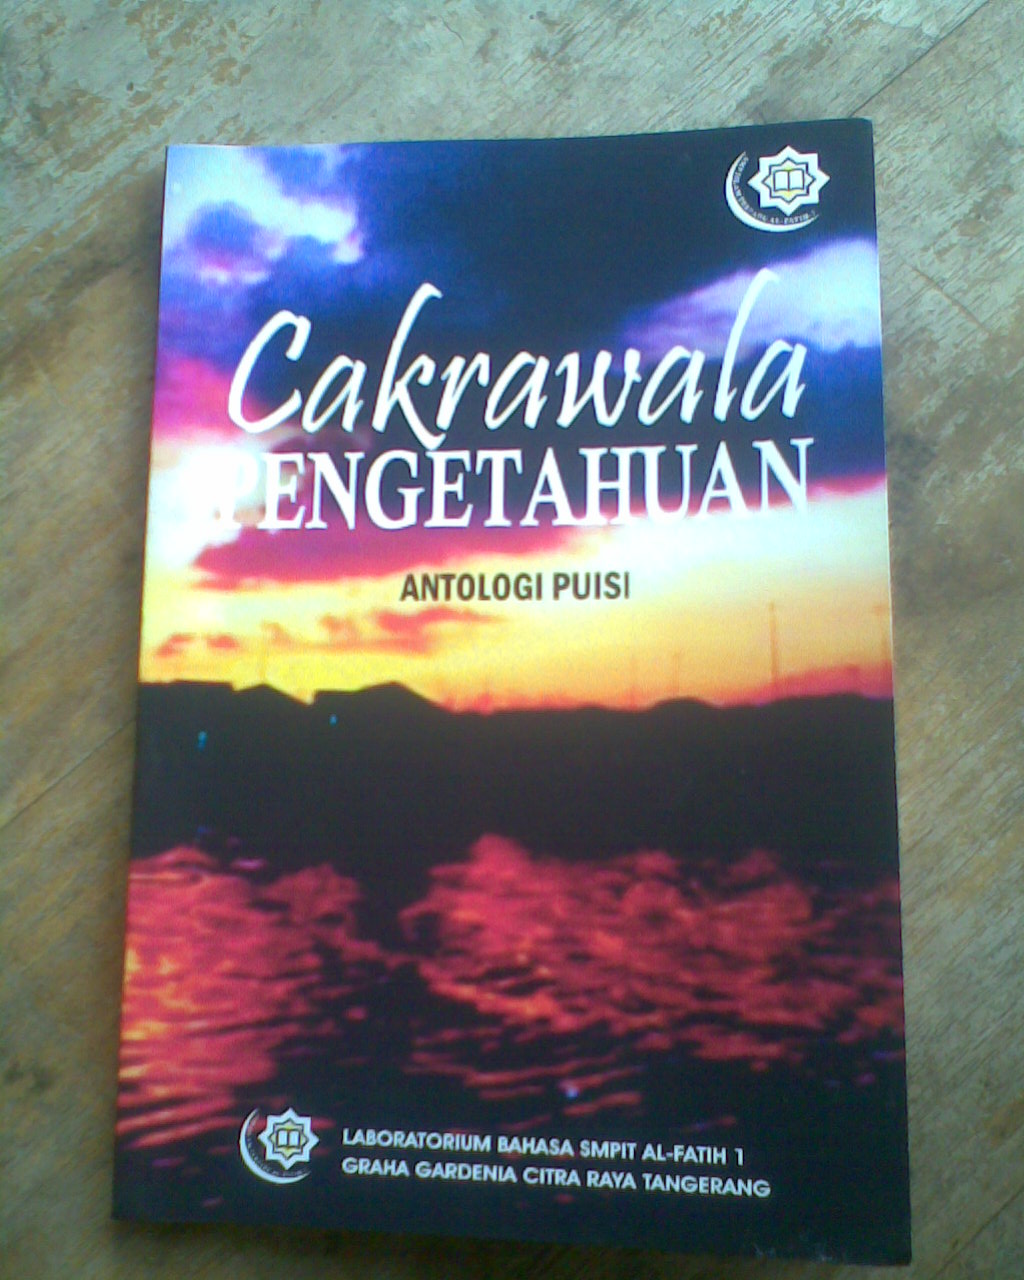 Cakrawala
PENGETAHUAN
ANTOLOGI PUISI
LABORATORIUM BAHASA SMPIT AL-FATIH 1
GRAHA GARDENIA CITRA RAYA TANGERANG